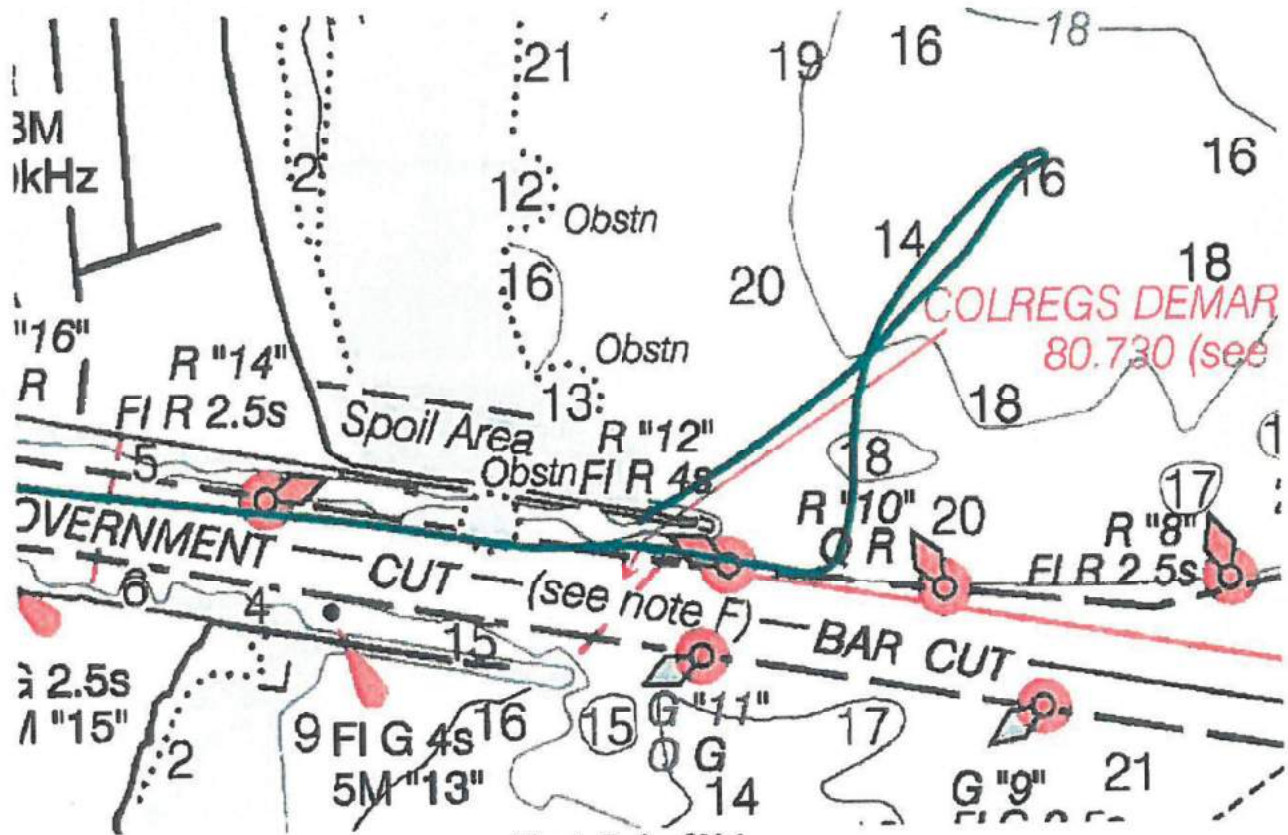 18
16
19
21
3M
kHz
2
12
Obstn
16
16
14
18
20
16
COLREGS DEMAR
80.730 (see
"16"
R
R "14"
Fl R 2.5s
Obstn
13
18
Spoil Area
R "12"
Fl R 4s
Obstn
5
18
17
R "10"
Q R
20
R "8"
Fl R 2.5s
OVERNMENT CUT (see note F) BAR CUT
6
4
15
2.5s
"15"
2
9
Fl G 4s
5M "13"
16
15
G "11"
Q G
14
17
21
G "9"